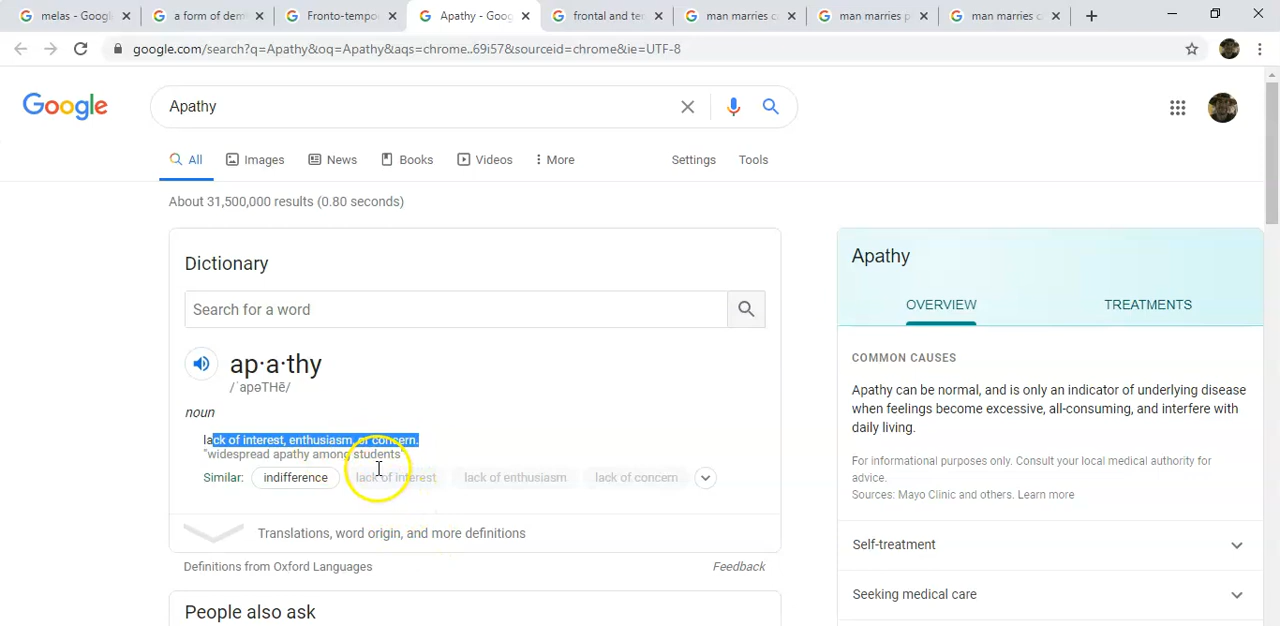 melas - Goog
a form of dem
Fronto-tempo
Apathy - Goo
frontal and te
man marries c
man marries p
man marries c
google.com/search?q=Apathy&oq=Apathy&aqs=chrome..69i57&sourceid=chrome&ie=UTF-8
Google
Apathy
All
Images
News
Books
Videos
More
Settings
Tools
About 31,500,000 results (0.80 seconds)
Dictionary
Search for a word
ap·a·thy
/ˈapəTHē/
noun
lack of interest, enthusiasm, or concern.
"widespread apathy among students"
Similar:
indifference
lack of interest
lack of enthusiasm
lack of concern
Translations, word origin, and more definitions
Definitions from Oxford Languages
Feedback
People also ask
Apathy
OVERVIEW
TREATMENTS
COMMON CAUSES
Apathy can be normal, and is only an indicator of underlying disease
when feelings become excessive, all-consuming, and interfere with
daily living.
For informational purposes only. Consult your local medical authority for
advice.
Sources: Mayo Clinic and others. Learn more
Self-treatment
Seeking medical care